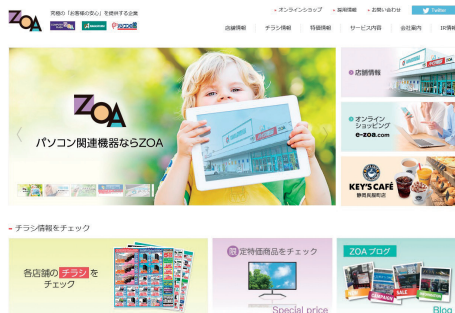 ZOA
究極の「お客様の安心」を提供する企業
オンラインショップ
採用情報
お問い合わせ
Twitter
店舗情報
チラシ情報
特価情報
サービス内容
会社案内
IR情報
ZOA
パソコン関連機器ならZOA
店舗情報
オンライン
ショッピング
e-zoa.com
KEY'S CAFÉ
静岡呉服町店
チラシ情報をチェック
各店舗の チラシ を
チェック
限定特価商品をチェック
Special price
ZOA ブログ
CAMPAIGN
SALE
Blog